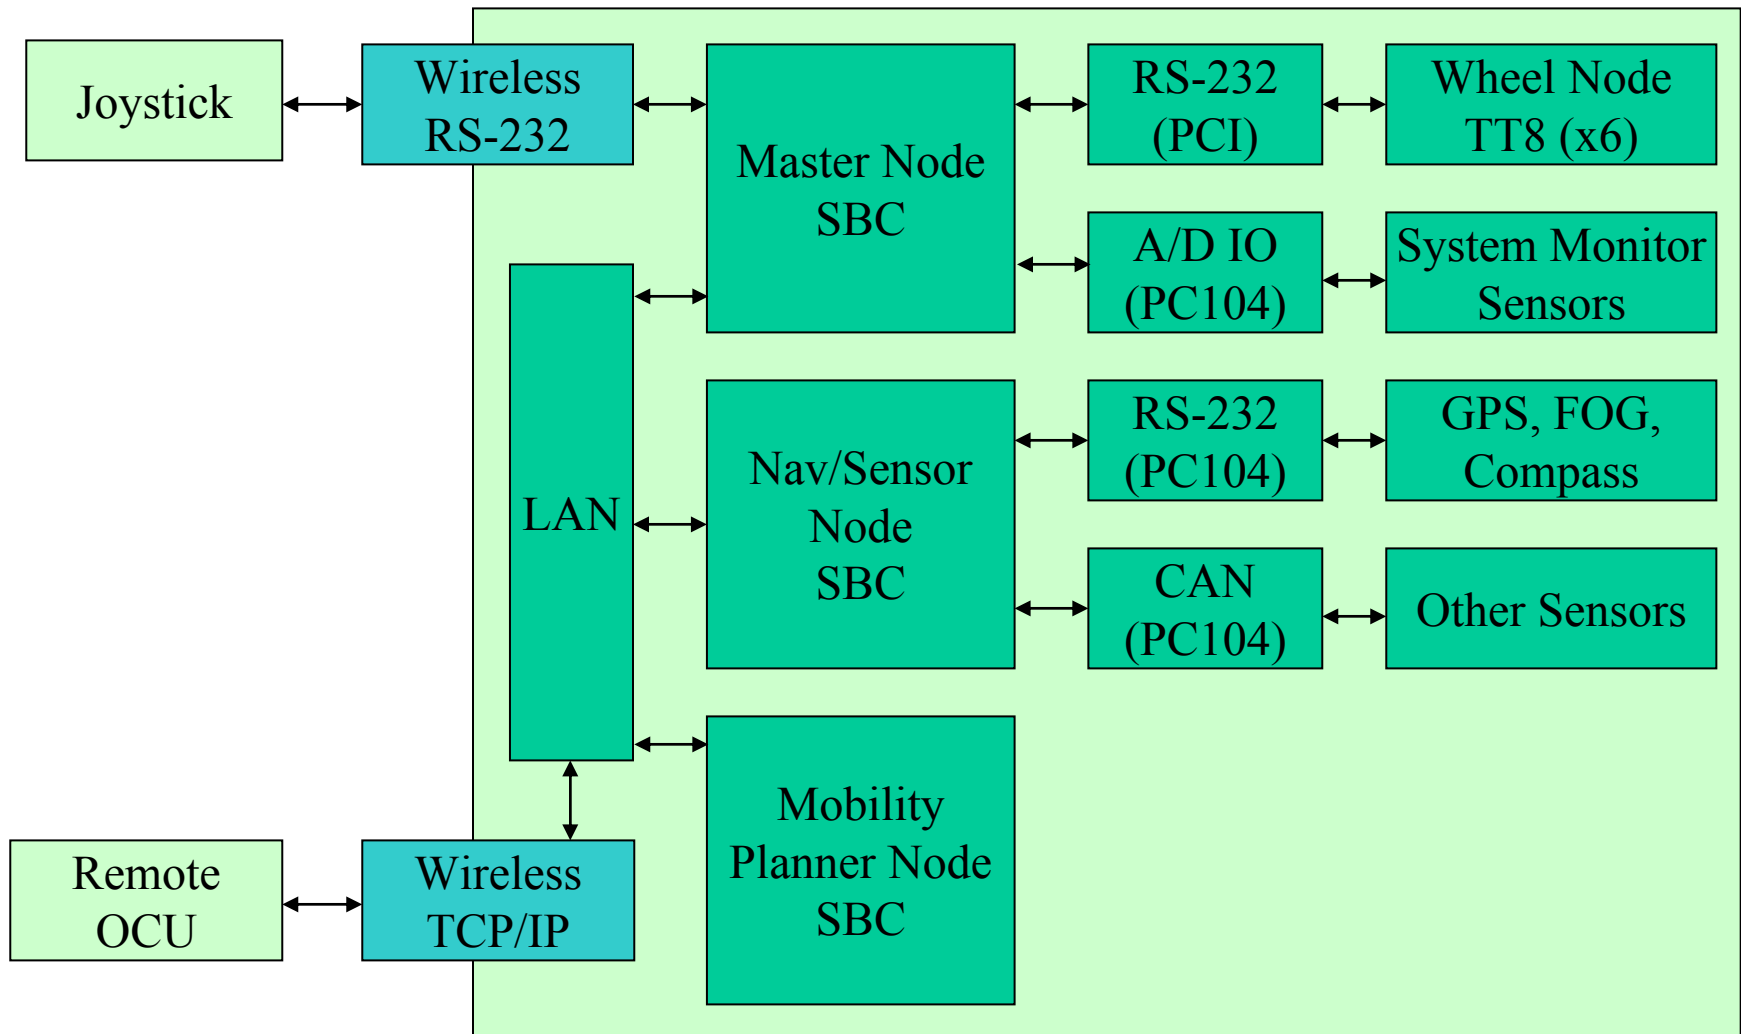 Joystick
Wireless
RS-232
Master Node
SBC
RS-232
(PCI)
Wheel Node
TT8 (x6)
A/D IO
(PC104)
System Monitor
Sensors
LAN
Nav/Sensor
Node
SBC
RS-232
(PC104)
GPS, FOG,
Compass
CAN
(PC104)
Other Sensors
Mobility
Planner Node
SBC
Remote
OCU
Wireless
TCP/IP